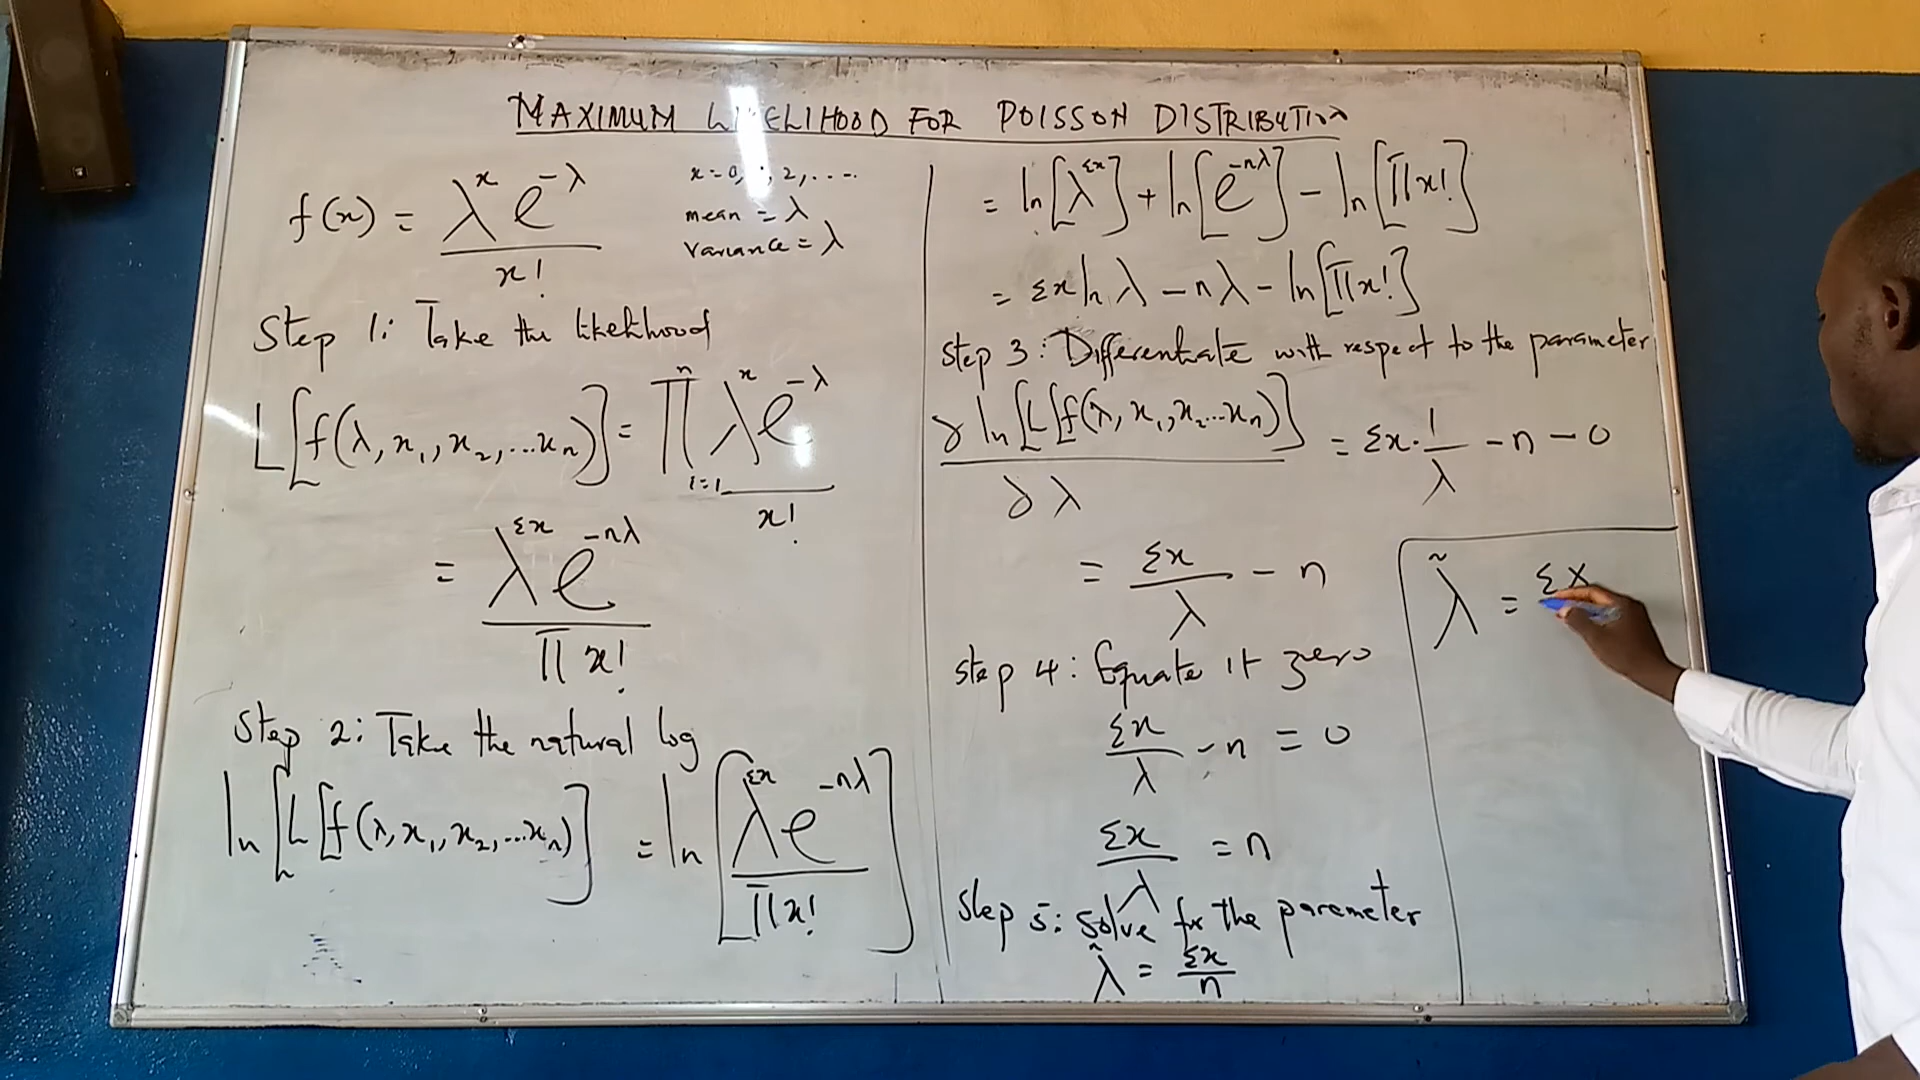 MAXIMUM LIKELIHOOD FOR POISSON DISTRIBUTION
f(x) = λ^x e^-λ / x!
x = 0, 1, 2, ....
mean = λ
variance = λ
Step 1: Take the likelihood
L[f(λ, x₁, x₂, ...xₙ)] = ∏ⁿᵢ₌₁ λ^x e^-λ / x!
= λ^Σx e^-nλ / ∏x!
Step 2: Take the natural log
ln[L[f(λ, x₁, x₂, ...xₙ)] = ln[λ^Σx e^-nλ / ∏x!]
= ln[λ^Σx] + ln[e^-nλ] - ln[∏x!]
= Σx ln λ - nλ - ln[∏x!]
Step 3: Differentiate with respect to the parameter
∂ ln[L[f(λ, x₁, x₂...xₙ)] / ∂λ = Σx · 1/λ - n - 0
= Σx/λ - n
Step 4: Equate it zero
Σx/λ - n = 0
Σx/λ = n
Step 5: Solve for the parameter
λ̃ = Σx/n
λ̃ = Σx